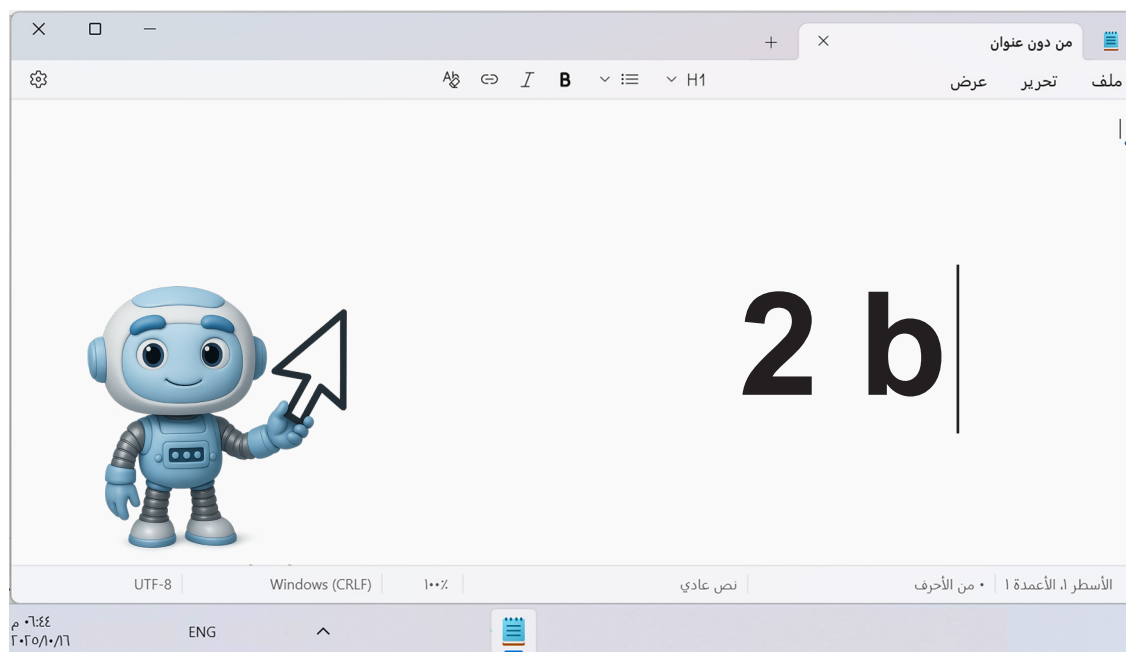 من دون عنوان
ملف تحرير عرض
H1 B I
2 b
الأسطر ١، الأعمدة ١ ٠ من الأحرف نص عادي ١٠٠٪ Windows (CRLF) UTF-8
ENG
٠٦:٤٤ م
٢٠٢٥/١٠/١٦